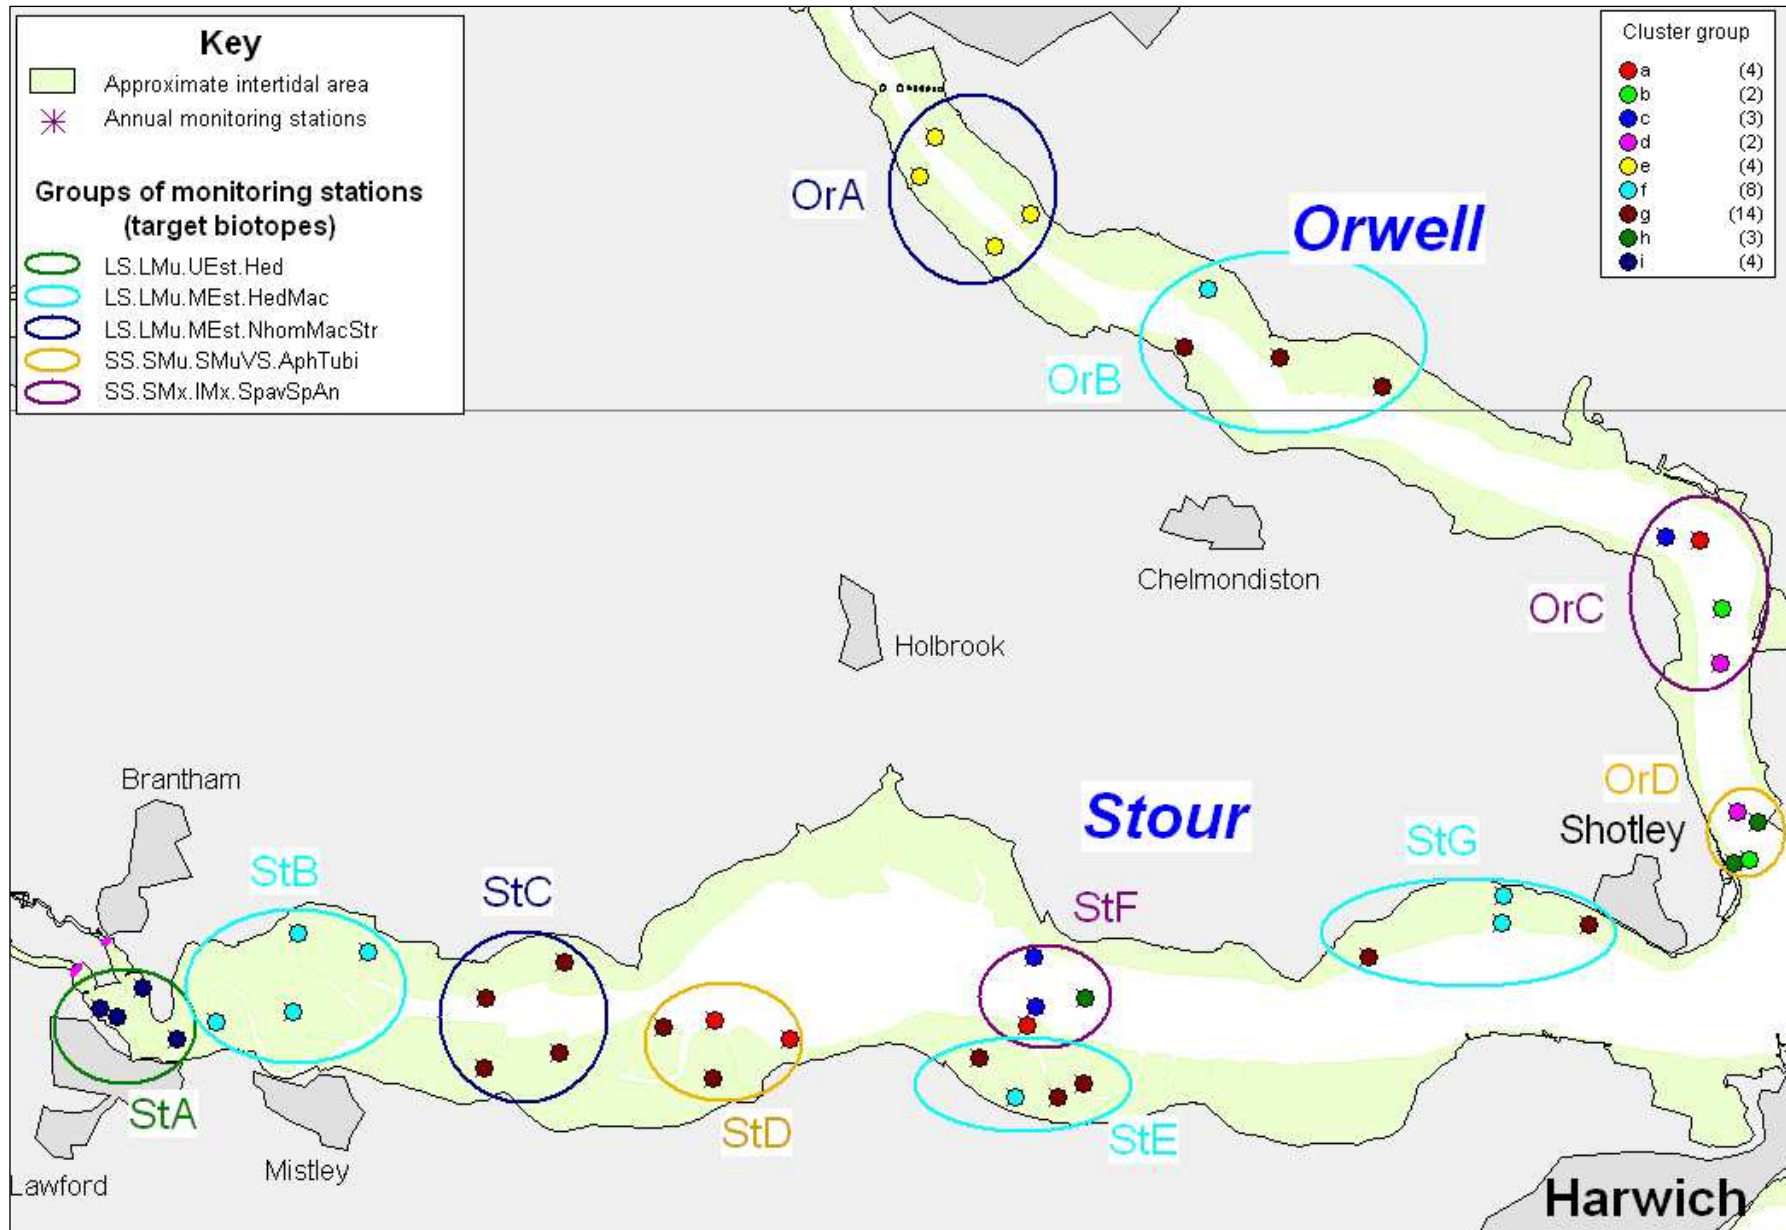 Key
Approximate intertidal area
Annual monitoring stations
Groups of monitoring stations
(target biotopes)
LS.LMu.UEst.Hed
LS.LMu.MEst.HedMac
LS.LMu.MEst.NhomMacStr
SS.SMu.SMuVS.AphTubi
SS.SMx.IMx.SpavSpAn
Cluster group
a (4)
b (2)
c (3)
d (2)
e (4)
f (8)
g (14)
h (3)
i (4)
OrA
Orwell
OrB
Chelmondiston
OrC
Holbrook
Brantham
OrD
Stour
Shotley
StB
StC
StG
StF
StA
StD
StE
Mistley
Lawford
Harwich